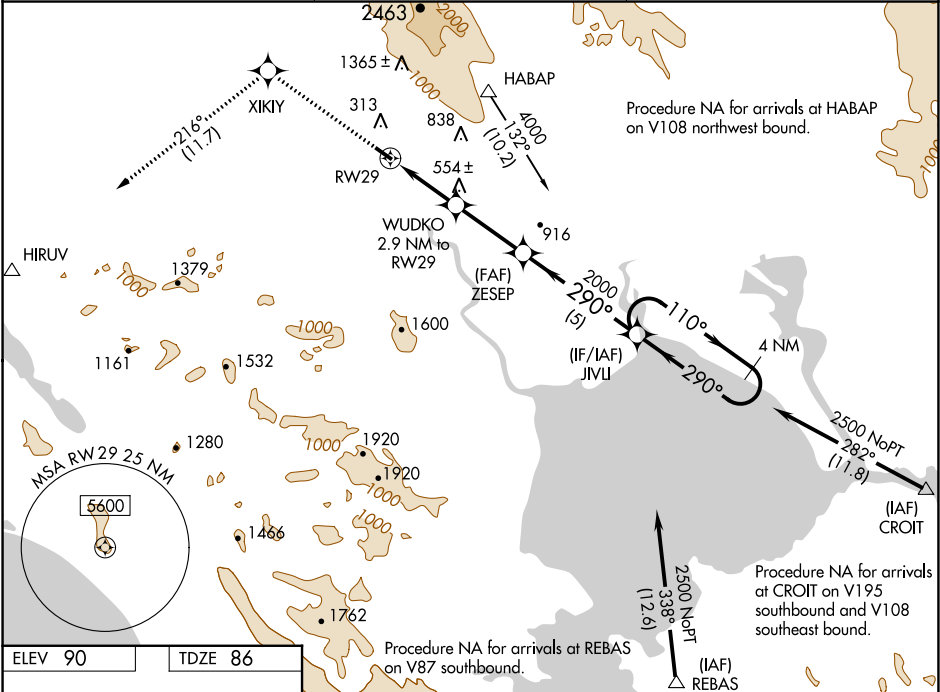 2463
2000
1365 ±
1000
XIKIY
HABAP
313
838
4000
132°
(10.2)
Procedure NA for arrivals at HABAP
on V108 northwest bound.
1000
216°
(11.7)
RW29
554 ±
WUDKO
2.9 NM to
RW29
916
HIRUV
(FAF)
ZESEP
1379
1000
2000
290°
(5)
110°
4 NM
1000
1600
(IF/IAF)
JIVLI
290°
1161
1532
2500 NoPT
282°
(11.8)
1280
1000
1920
1920
1000
(IAF)
CROIT
MSA RW29 25 NM
5600
1000
1466
2500 NoPT
338°
(12.6)
Procedure NA for arrivals
at CROIT on V195
southbound and V108
southeast bound.
1762
Procedure NA for arrivals at REBAS
on V87 southbound.
(IAF)
REBAS
ELEV 90
TDZE 86